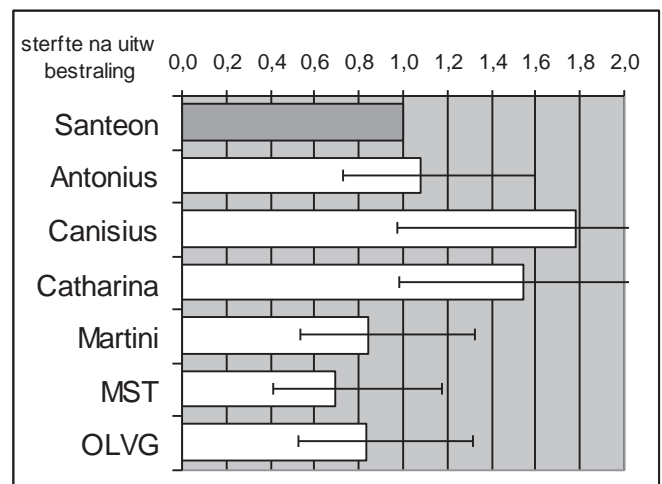 sterfte na uitw
bestraling
0,0 0,2 0,4 0,6 0,8 1,0 1,2 1,4 1,6 1,8 2,0
Santeon
Antonius
Canisius
Catharina
Martini
MST
OLVG